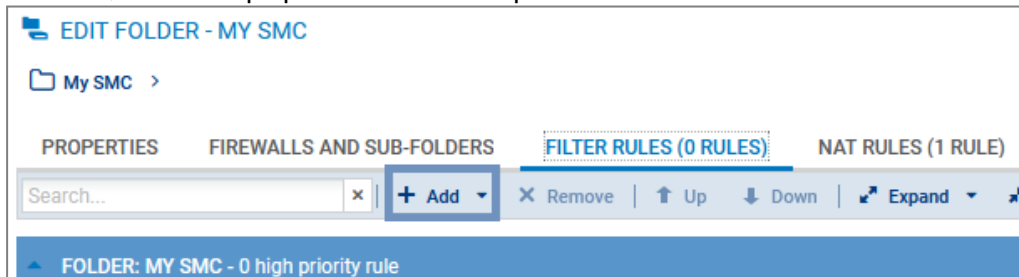 EDIT FOLDER - MY SMC
My SMC >
PROPERTIES FIREWALLS AND SUB-FOLDERS FILTER RULES (0 RULES) NAT RULES (1 RULE)
Search... × + Add Remove Up Down Expand
FOLDER: MY SMC - 0 high priority rule